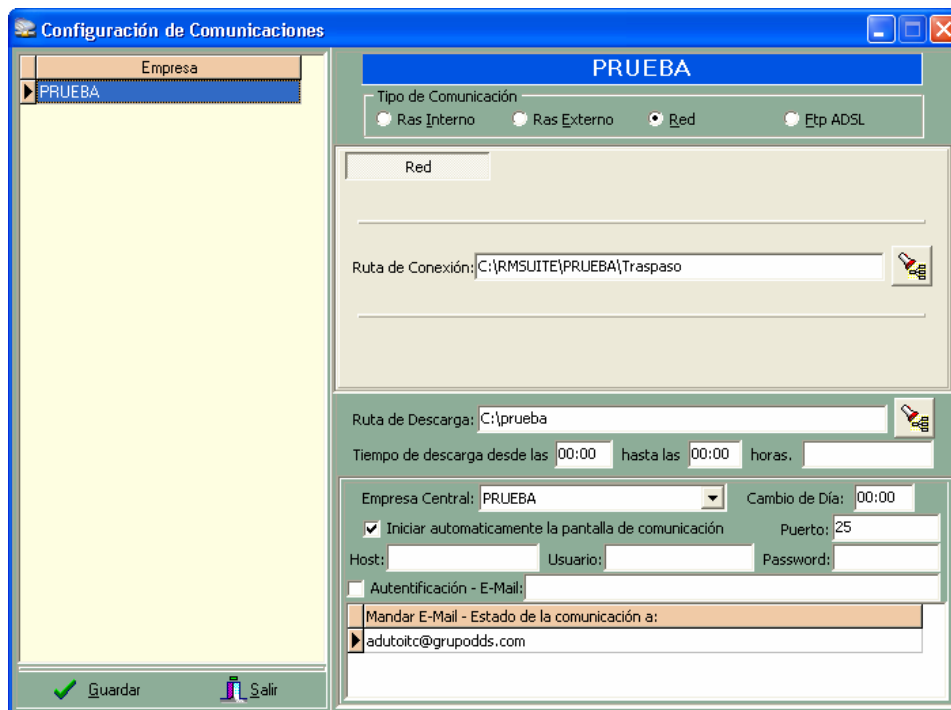 Configuración de Comunicaciones
Empresa
PRUEBA
Guardar
Salir
PRUEBA
Tipo de Comunicación
Ras Interno Ras Externo Red Ftp ADSL
Red
Ruta de Conexión: C:\RMSUITE\PRUEBA\Traspaso
Ruta de Descarga: C:\prueba
Tiempo de descarga desde las 00:00 hasta las 00:00 horas.
Empresa Central: PRUEBA Cambio de Día: 00:00
Iniciar automaticamente la pantalla de comunicación Puerto: 25
Host: Usuario: Password:
Autentificación - E-Mail:
Mandar E-Mail - Estado de la comunicación a:
adutoitc@grupodds.com